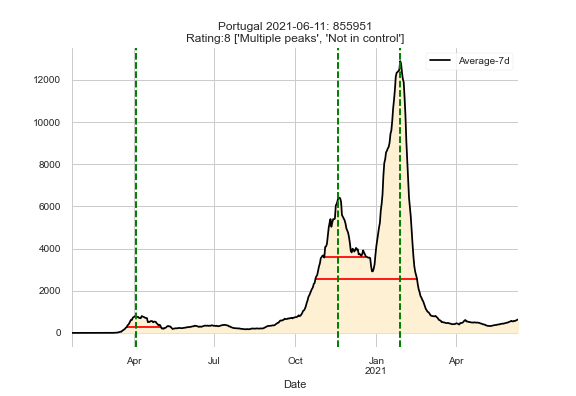 Portugal 2021-06-11: 855951
Rating:8 ['Multiple peaks', 'Not in control']
Average-7d
12000
10000
8000
6000
4000
2000
0
Apr Jul Oct Jan Apr
2021
Date